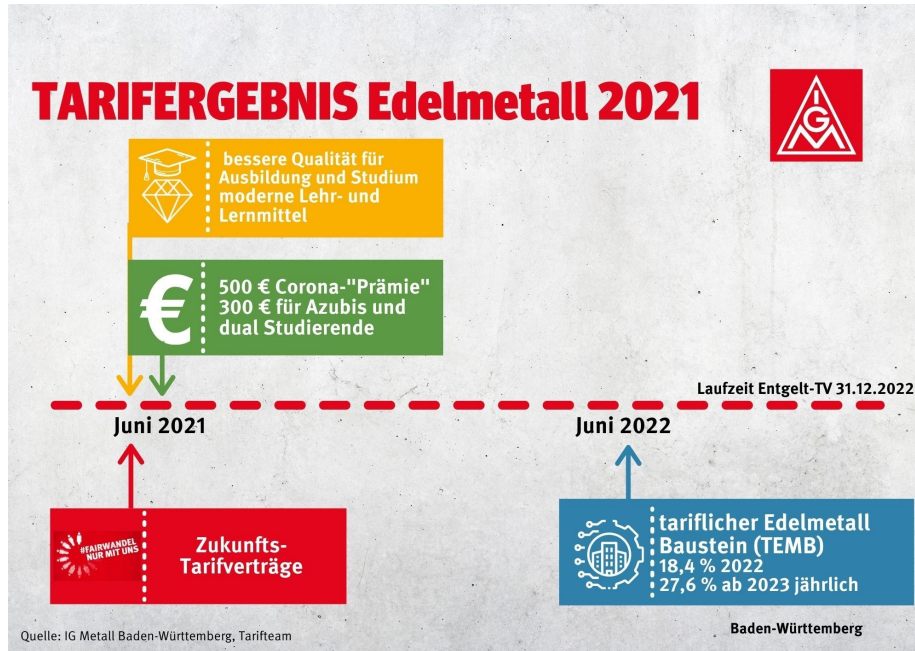 TARIFERGEBNIS Edelmetall 2021
IGM
bessere Qualität für
Ausbildung und Studium
moderne Lehr- und
Lernmittel
€
500 € Corona-"Prämie"
300 € für Azubis und
dual Studierende
Laufzeit Entgelt-TV 31.12.2022
Juni 2021
Juni 2022
#FAIRWANDEL
NUR MIT UNS
Zukunfts-
Tarifverträge
tariflicher Edelmetall
Baustein (TEMB)
18,4 % 2022
27,6 % ab 2023 jährlich
Baden-Württemberg
Quelle: IG Metall Baden-Württemberg, Tarifteam